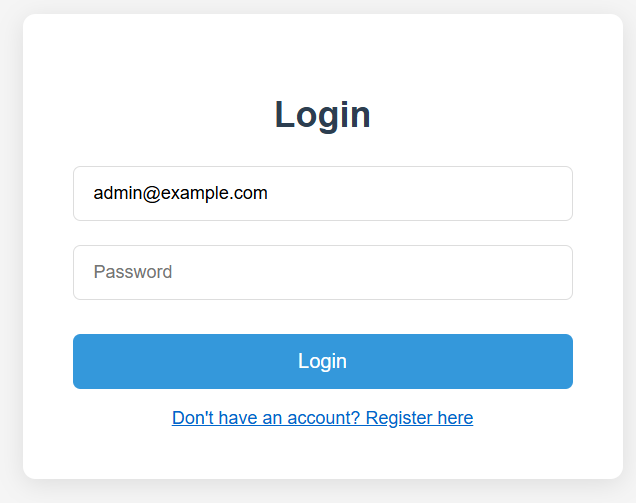 Login
admin@example.com
Password
Login
Don't have an account? Register here